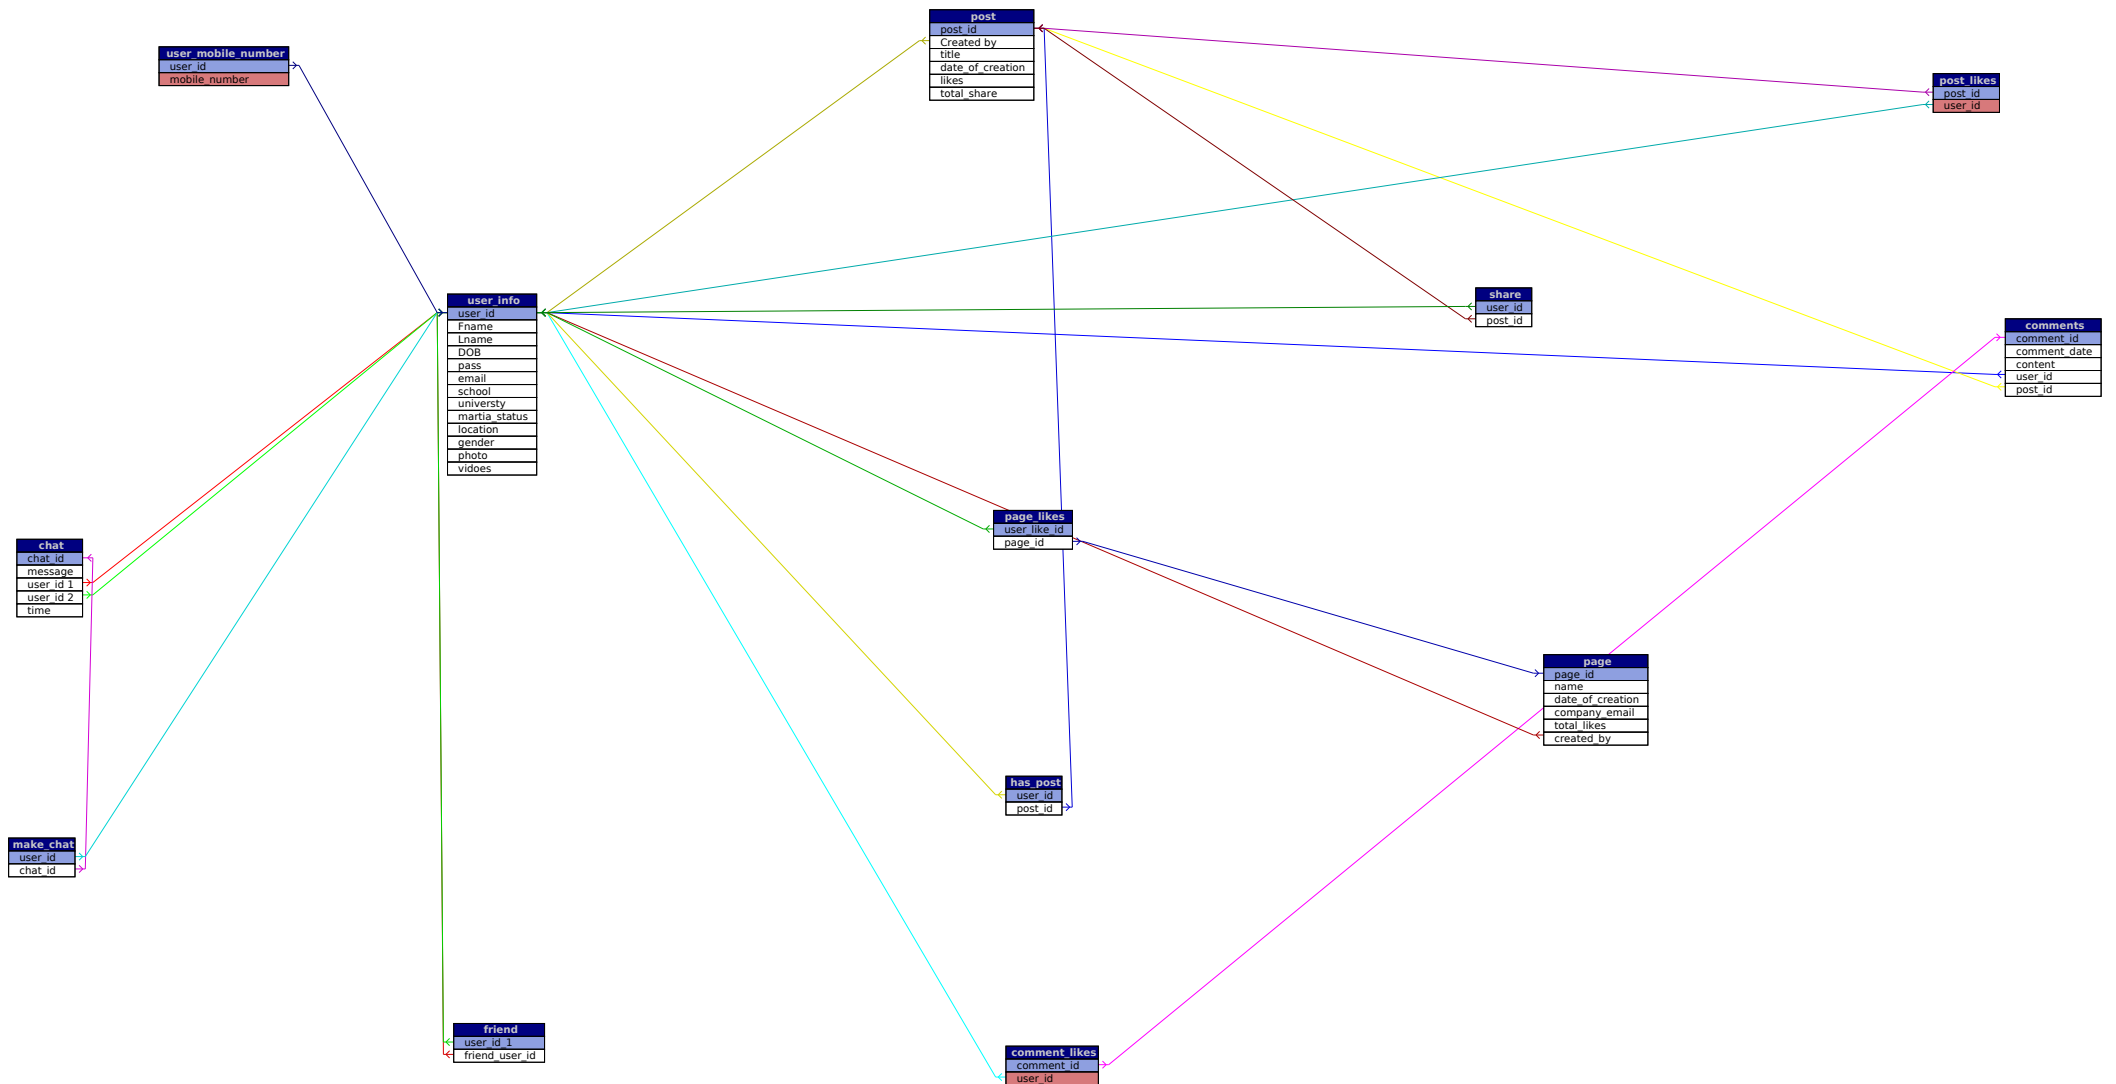 post
post_id
Created by
title
date_of_creation
likes
total_share
user_mobile_number
user_id
mobile_number
post_likes
post_id
user_id
user_info
user_id
Fname
Lname
DOB
pass
email
school
universty
martia_status
location
gender
photo
vidoes
share
user_id
post_id
comments
comment_id
comment_date
content
user_id
post_id
page_likes
user_like_id
page_id
chat
chat_id
message
user_id 1
user_id 2
time
page
page_id
name
date_of_creation
company_email
total_likes
created_by
has_post
user_id
post_id
make_chat
user_id
chat_id
friend
user_id_1
friend_user_id
comment_likes
comment_id
user_id